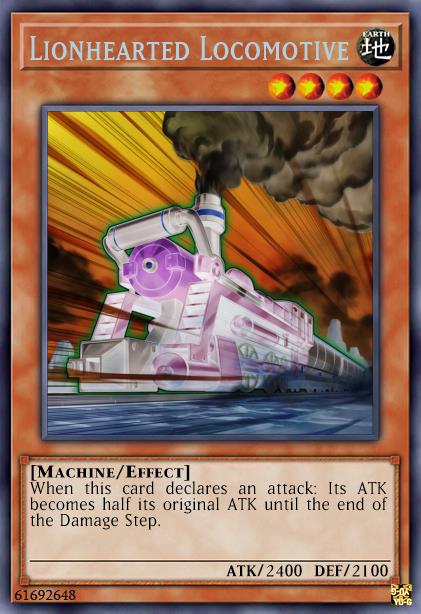 Lionhearted Locomotive
EARTH
地
[Machine/Effect]
When this card declares an attack: Its ATK
becomes half its original ATK until the end of
the Damage Step.
ATK/2400 DEF/2100
61692648